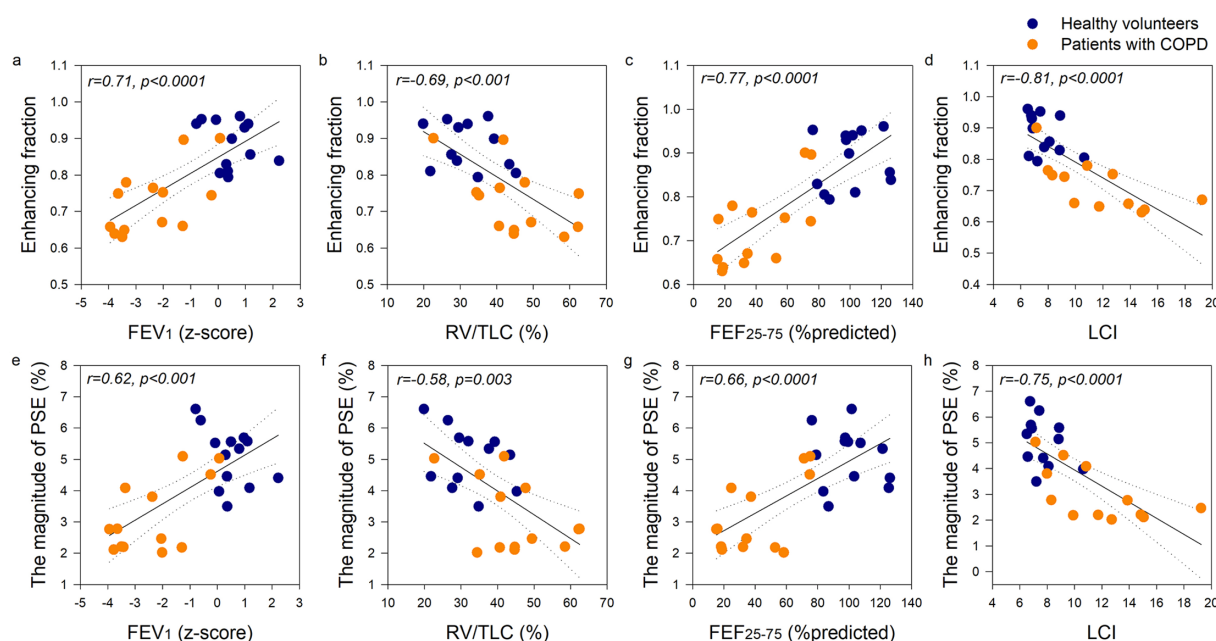 Healthy volunteers
Patients with COPD
a
r=0.71, p<0.0001
Enhancing fraction
1.1
1.0
0.9
0.8
0.7
0.6
0.5
-5 -4 -3 -2 -1 0 1 2 3
FEV1 (z-score)
b
r=-0.69, p<0.001
Enhancing fraction
1.1
1.0
0.9
0.8
0.7
0.6
0.5
10 20 30 40 50 60 70
RV/TLC (%)
c
r=0.77, p<0.0001
Enhancing fraction
1.1
1.0
0.9
0.8
0.7
0.6
0 20 40 60 80 100 120 140
FEF25-75 (%predicted)
d
r=-0.81, p<0.0001
Enhancing fraction
1.1
1.0
0.9
0.8
0.7
0.6
0.5
0.4
4 6 8 10 12 14 16 18 20
LCI
e
r=0.62, p<0.001
The magnitude of PSE (%)
8
7
6
5
4
3
2
1
-5 -4 -3 -2 -1 0 1 2 3
FEV1 (z-score)
f
r=-0.58, p=0.003
The magnitude of PSE (%)
8
7
6
5
4
3
2
1
10 20 30 40 50 60 70
RV/TLC (%)
g
r=0.66, p<0.0001
The magnitude of PSE (%)
8
7
6
5
4
3
2
1
0 20 40 60 80 100 120 140
FEF25-75 (%predicted)
h
r=-0.75, p<0.0001
The magnitude of PSE (%)
8
7
6
5
4
3
2
1
0
4 6 8 10 12 14 16 18 20
LCI